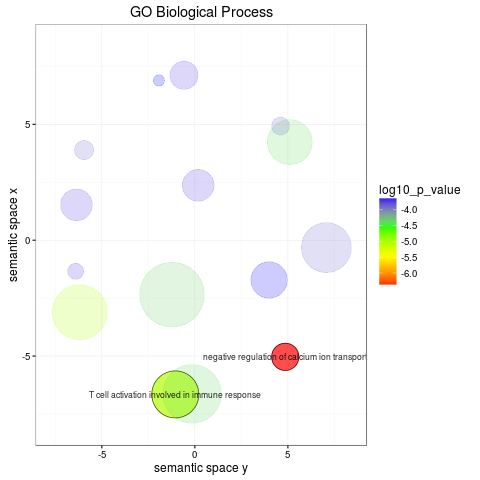 GO Biological Process
semantic space x
5
0
-5
-5
0
5
semantic space y
negative regulation of calcium ion transport
T cell activation involved in immune response
log10_p_value
-4.0
-4.5
-5.0
-5.5
-6.0